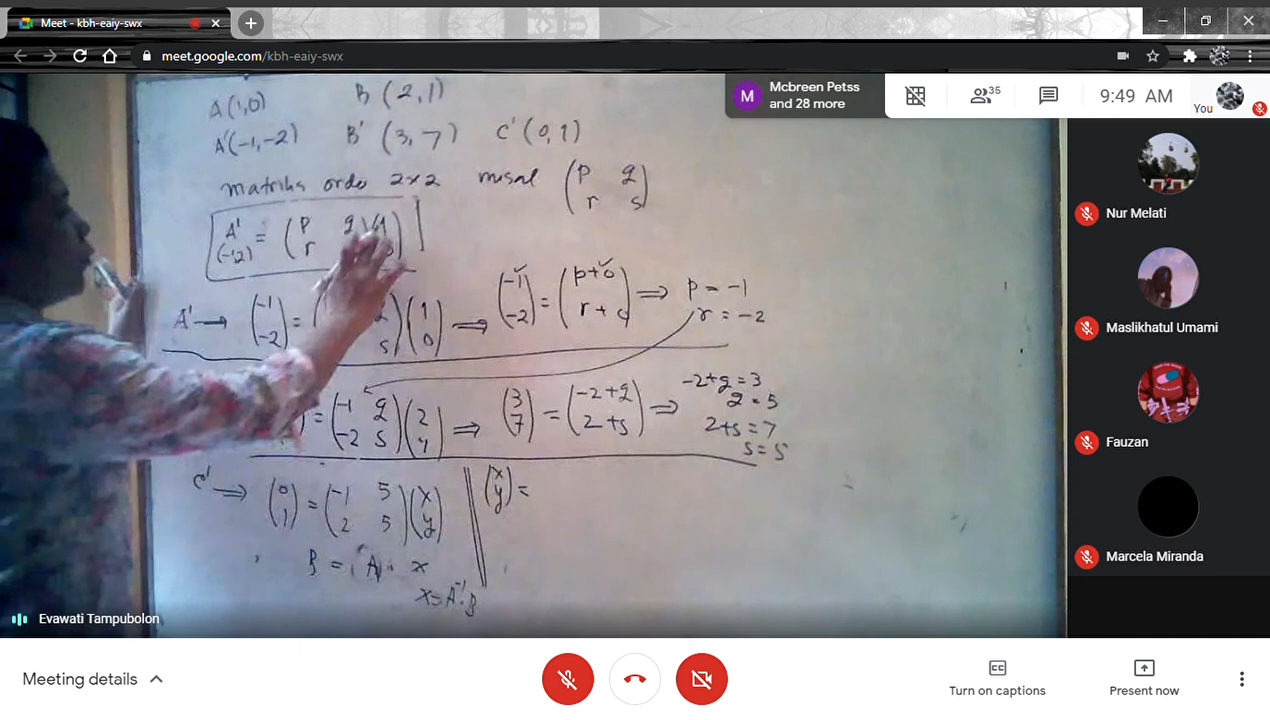 Meet - kbh-eaiy-swx
meet.google.com/kbh-eaiy-swx
Mcbreen Petss
and 28 more
M
35
9:49 AM
You
A(1,0) B(2,1)
A'(-1,-2) B'(3,-7) C'(0,1)
matriks ordo 2x2 misal (p q
r s)
A' = (p q
(-12) r
A' → (-1 = ( (1 ⇒ (-1 = (p+0 ⇒ p = -1
-2) s) 0) -2) r+0) r = -2
= (-1 q (2 ⇒ (3 = (-2+q ⇒ -2+q=3
-2 s) 7) 2+s) q=5
2+s=7
s=5
C' ⇒ (0 = (-1 5 (x (x =
1) 2 5) y) y)
B = A x
x=A⁻¹.B
Evawati Tampubolon
Nur Melati
Maslikhatul Umami
Fauzan
Marcela Miranda
Meeting details
Turn on captions
Present now